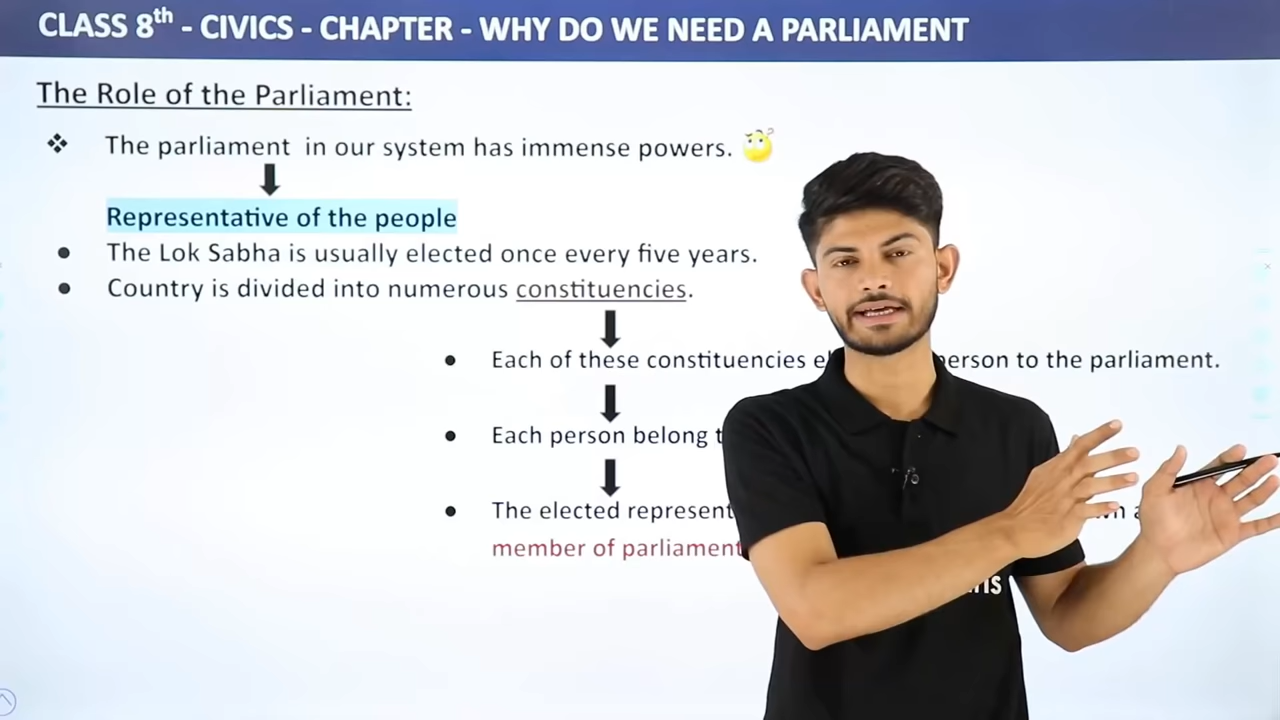 CLASS 8th - CIVICS - CHAPTER - WHY DO WE NEED A PARLIAMENT
The Role of the Parliament:
❖ The parliament in our system has immense powers.
Representative of the people
● The Lok Sabha is usually elected once every five years.
● Country is divided into numerous constituencies.
● Each of these constituencies person to the parliament.
● Each person belong
● The elected
member of parliament